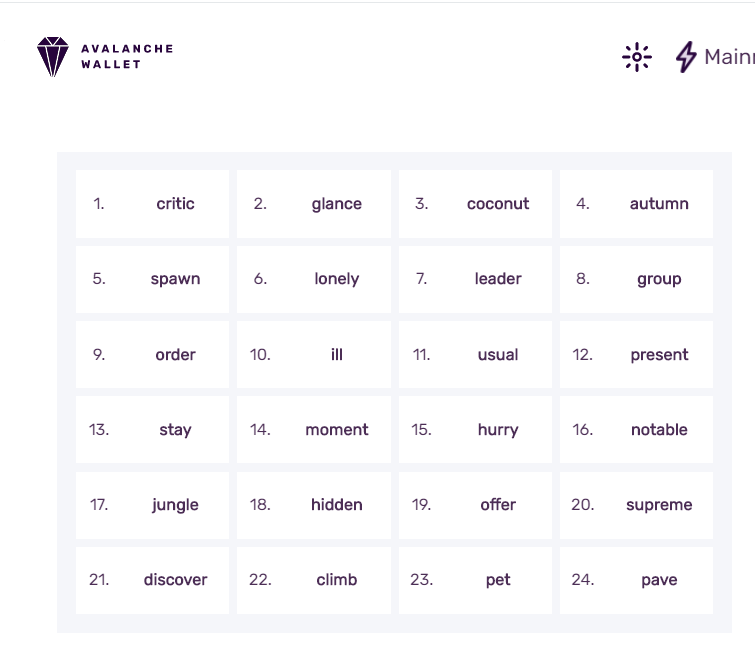 AVALANCHE
WALLET
1. critic 2. glance 3. coconut 4. autumn
5. spawn 6. lonely 7. leader 8. group
9. order 10. ill 11. usual 12. present
13. stay 14. moment 15. hurry 16. notable
17. jungle 18. hidden 19. offer 20. supreme
21. discover 22. climb 23. pet 24. pave